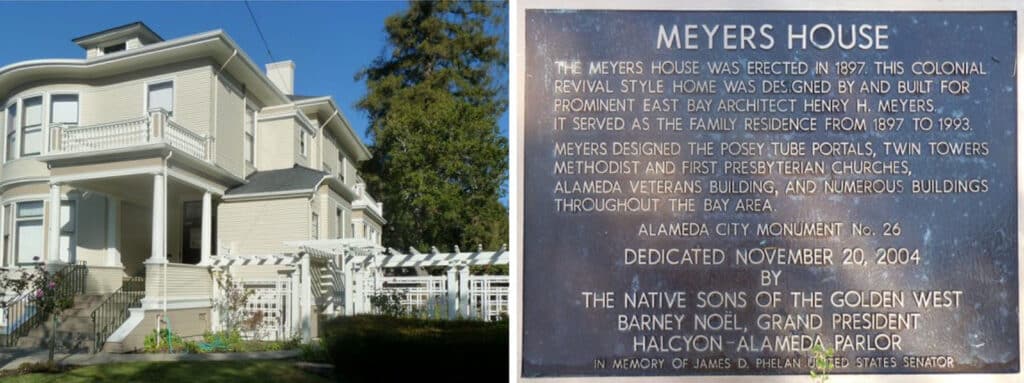 MEYERS HOUSE
THE MEYERS HOUSE WAS ERECTED IN 1897. THIS COLONIAL
REVIVAL STYLE HOME WAS DESIGNED BY AND BUILT FOR
PROMINENT EAST BAY ARCHITECT HENRY H. MEYERS.
IT SERVED AS THE FAMILY RESIDENCE FROM 1897 TO 1993.
MEYERS DESIGNED THE POSEY TUBE PORTALS, TWIN TOWERS
METHODIST AND FIRST PRESBYTERIAN CHURCHES,
ALAMEDA VETERANS BUILDING, AND NUMEROUS BUILDINGS
THROUGHOUT THE BAY AREA.
ALAMEDA CITY MONUMENT No. 26
DEDICATED NOVEMBER 20, 2004
BY
THE NATIVE SONS OF THE GOLDEN WEST
BARNEY NOËL, GRAND PRESIDENT
HALCYON-ALAMEDA PARLOR
IN MEMORY OF JAMES D. PHELAN UNITED STATES SENATOR